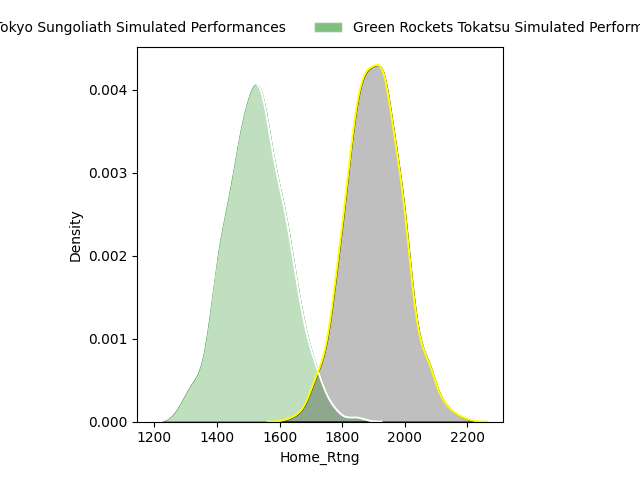 Tokyo Sungoliath Simulated Performances Green Rockets Tokatsu Simulated Perform
0.004
0.003
0.002
0.001
0.000
Density
1200 1400 1600 1800 2000 2200
Home_Rtng